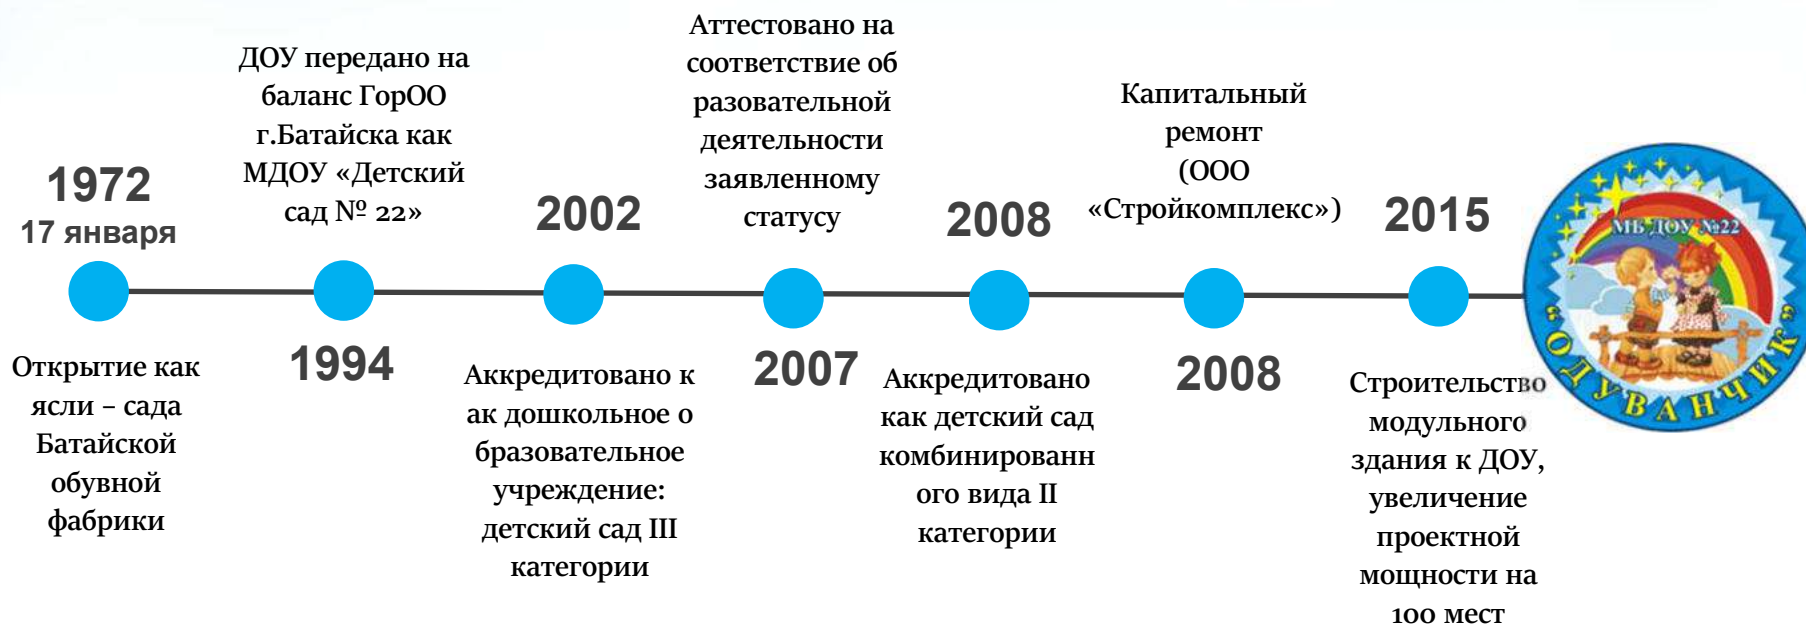 1972
17 января
Открытие как
ясли – сада
Батайской
обувной
фабрики
ДОУ передано на
баланс ГорОО
г.Батайска как
МДОУ «Детский
сад № 22»
1994
2002
Аккредитовано к
ак дошкольное о
бразовательное
учреждение:
детский сад III
категории
Аттестовано на
соответствие об
разовательной
деятельности
заявленному
статусу
2007
2008
Аккредитовано
как детский сад
комбинированн
ого вида II
категории
Капитальный
ремонт
(ООО
«Стройкомплекс»)
2008
2015
Строительство
модульного
здания к ДОУ,
увеличение
проектной
мощности на
100 мест
МБ ДОУ №22
"ОДУВАНЧИК"